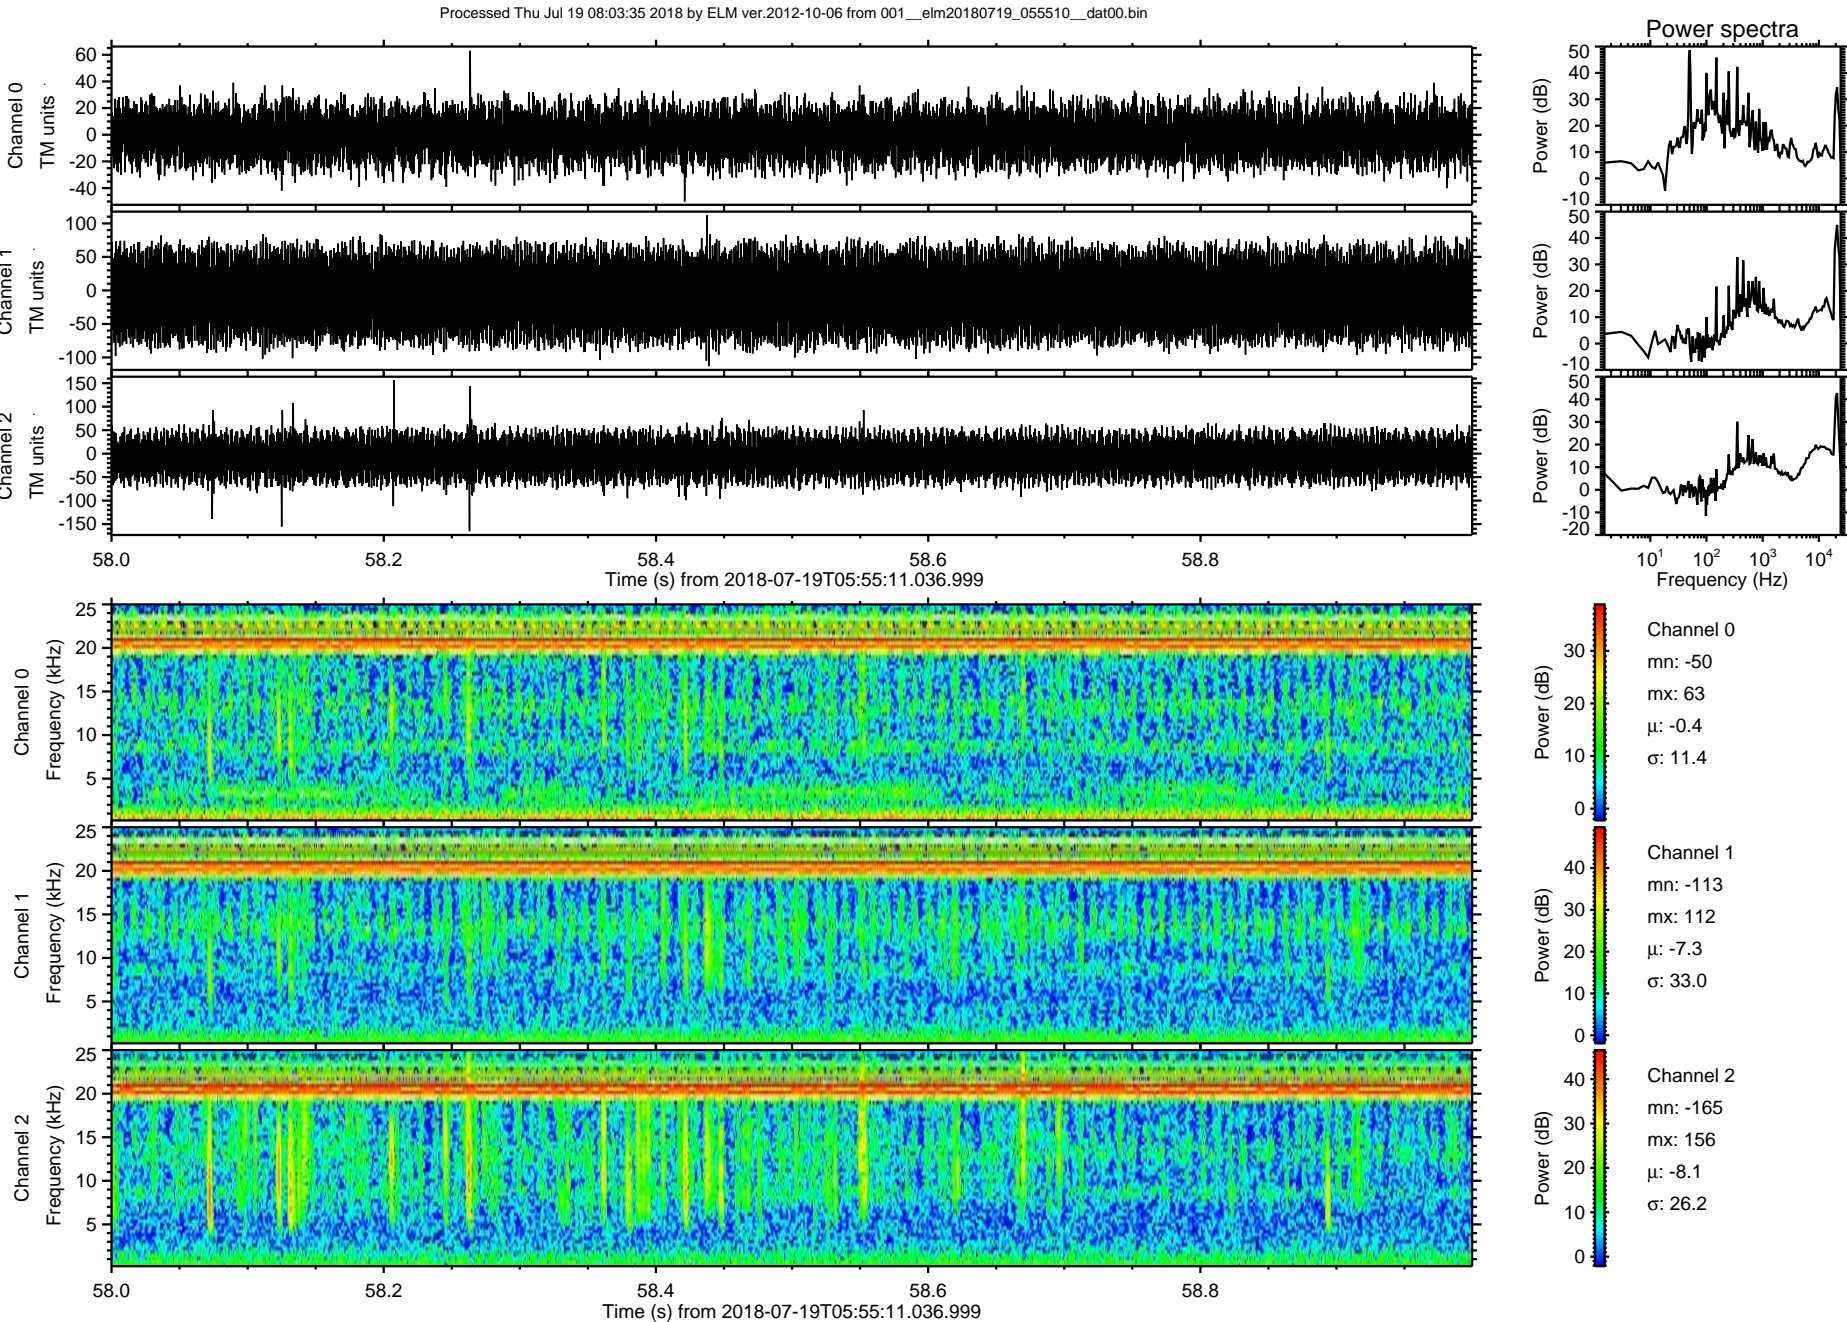 Processed Thu Jul 19 08:03:35 2018 by ELM ver.2012-10-06 from 001__elm20180719_055510__dat00.bin
Power spectra
Channel 0
TM units
60
40
20
0
-20
-40
Power (dB)
50
40
30
20
10
0
-10
Channel 1
TM units
100
50
0
-50
-100
Power (dB)
50
40
30
20
10
0
-10
Channel 2
TM units
150
100
50
0
-50
-100
-150
Power (dB)
50
40
30
20
10
0
-10
-20
58.0 58.2 58.4 58.6 58.8
Time (s) from 2018-07-19T05:55:11.036.999
10¹ 10² 10³ 10⁴
Frequency (Hz)
Channel 0
Frequency (kHz)
25
20
15
10
5
Power (dB)
30
20
10
0
Channel 0
mn: -50
mx: 63
μ: -0.4
σ: 11.4
Channel 1
Frequency (kHz)
25
20
15
10
5
Power (dB)
40
30
20
10
0
Channel 1
mn: -113
mx: 112
μ: -7.3
σ: 33.0
Channel 2
Frequency (kHz)
25
20
15
10
5
Power (dB)
40
30
20
10
0
Channel 2
mn: -165
mx: 156
μ: -8.1
σ: 26.2
58.0 58.2 58.4 58.6 58.8
Time (s) from 2018-07-19T05:55:11.036.999